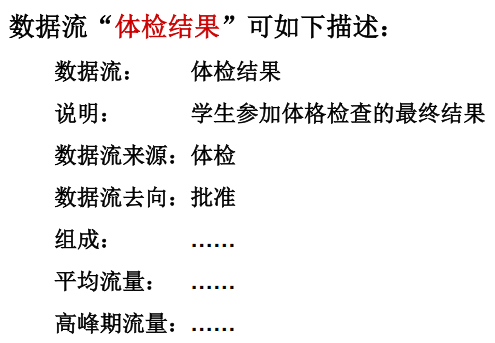 数据流“体检结果”可如下描述：
数据流： 体检结果
说明： 学生参加体格检查的最终结果
数据流来源：体检
数据流去向：批准
组成： ……
平均流量： ……
高峰期流量：……